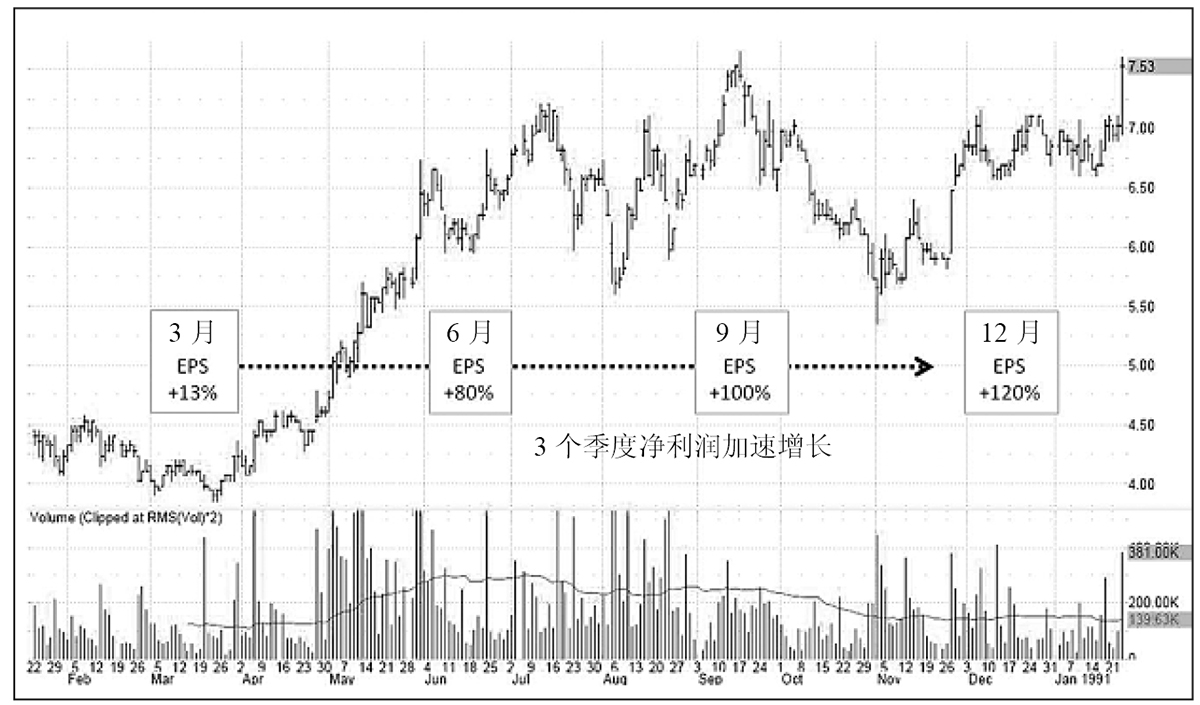 7.53
7.00
6.50
6.00
5.50
3 月
EPS
+13%
6 月
EPS
+80%
9 月
EPS
+100%
12 月
EPS
+120%
5.00
4.50
3 个季度净利润加速增长
4.00
Volume (Clipped at RMS(Vol)*2)
381.00K
200.00K
139.63K
0
22 29 5 12 19 26 5 12 19 26 2 9 16 23 30 7 14 21 28 4 11 18 25 2 9 16 23 30 6 13 20 27 3 10 17 24 1 8 15 22 29 5 12 19 26 3 10 17 24 31 7 14 21
Feb Mar Apr May Jun Jul Aug Sep Oct Nov Dec Jan 1991